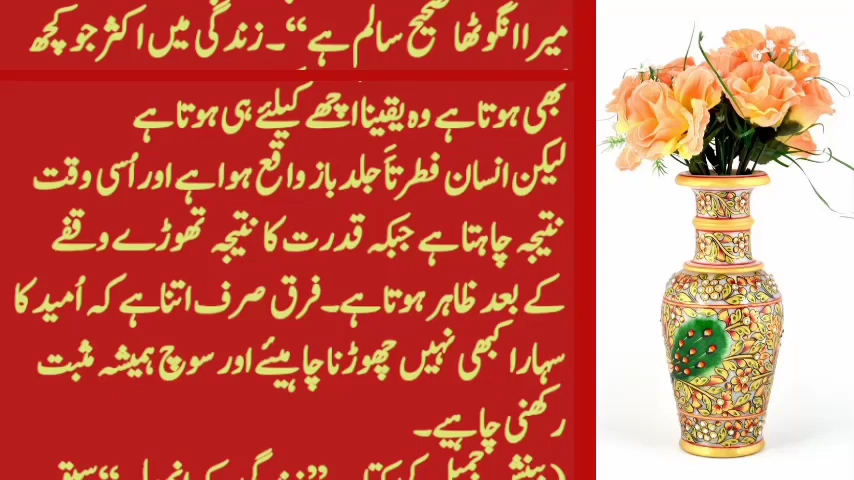 میرا انگوٹھا صحیح سالم ہے“۔ زندگی میں اکثر جو کچھ
بھی ہوتا ہے وہ یقینا اچھے کیلئے ہی ہوتا ہے
لیکن انسان فطرتاً جلد باز واقع ہوا ہے اور اُسی وقت
نتیجہ چاہتا ہے جبکہ قدرت کا نتیجہ تھوڑے وقفے
کے بعد ظاہر ہوتا ہے۔ فرق صرف اتنا ہے کہ اُمید کا
سہارا کبھی نہیں چھوڑنا چاہیئے اور سوچ ہمیشہ مثبت
رکھنی چاہیے۔